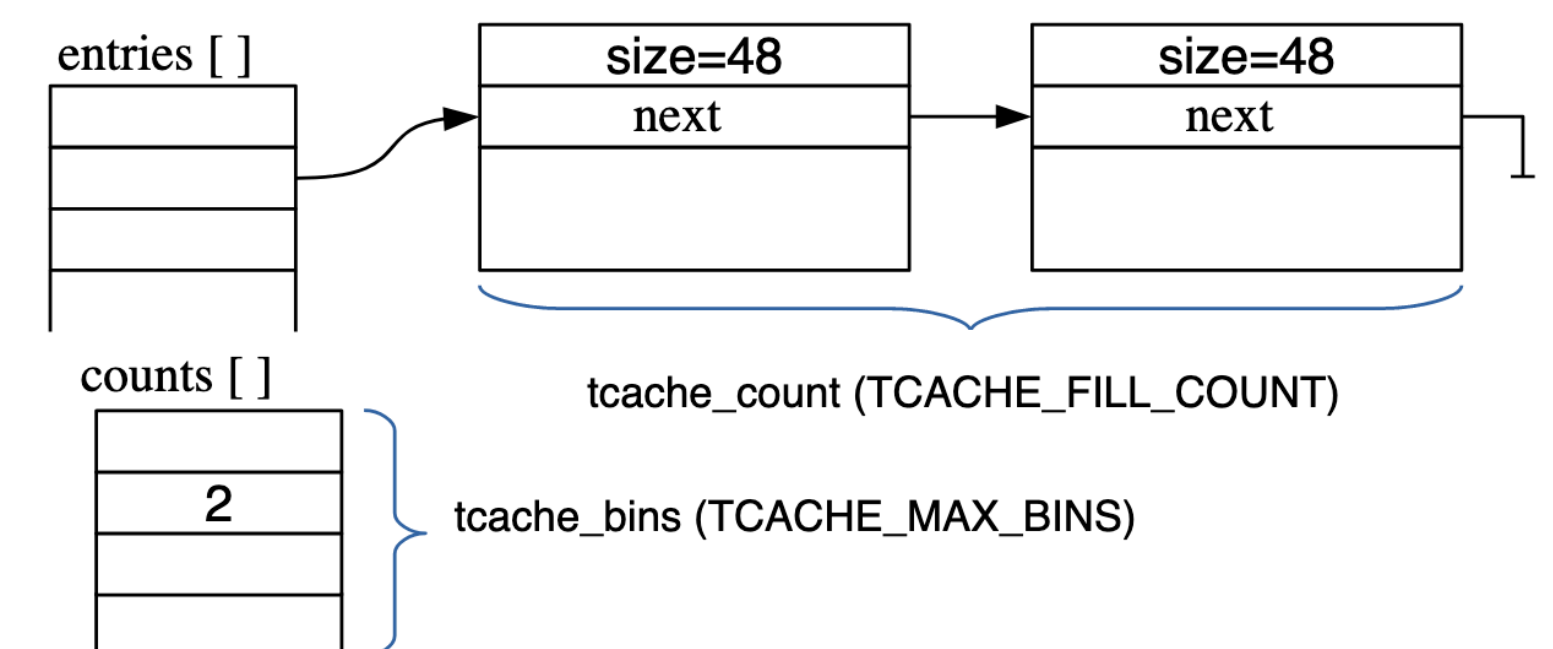 entries [ ]
size=48
next
size=48
next
counts [ ]
2
tcache_count (TCACHE_FILL_COUNT)
tcache_bins (TCACHE_MAX_BINS)